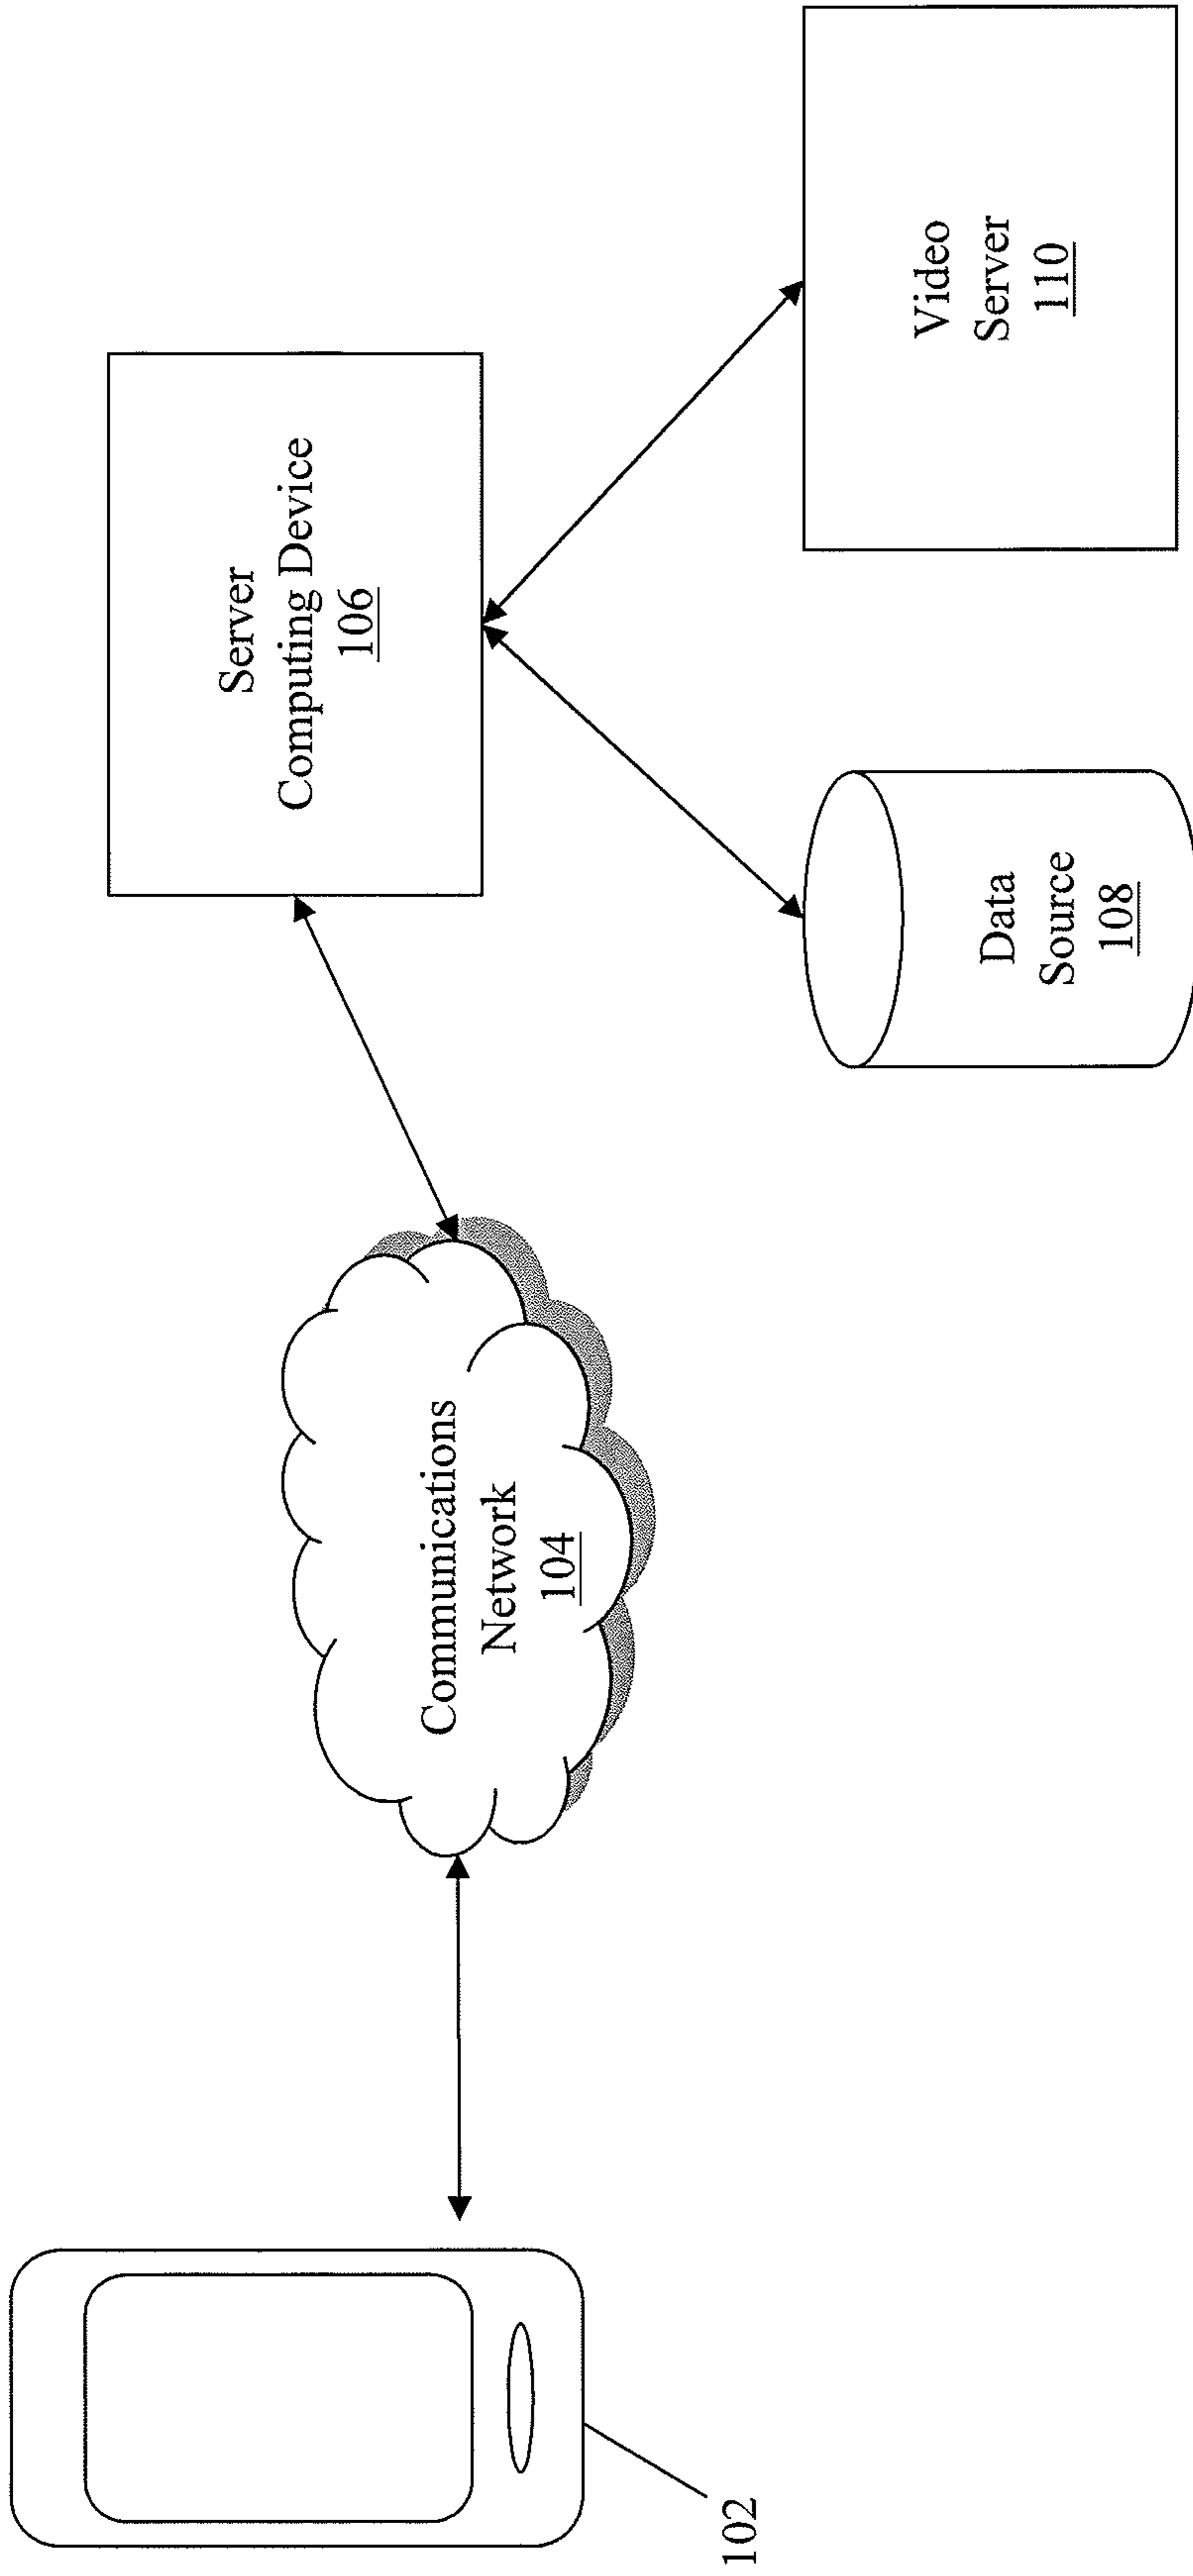 Server
Computing Device
106
Communications
Network
104
Video
Server
110
Data
Source
108
102